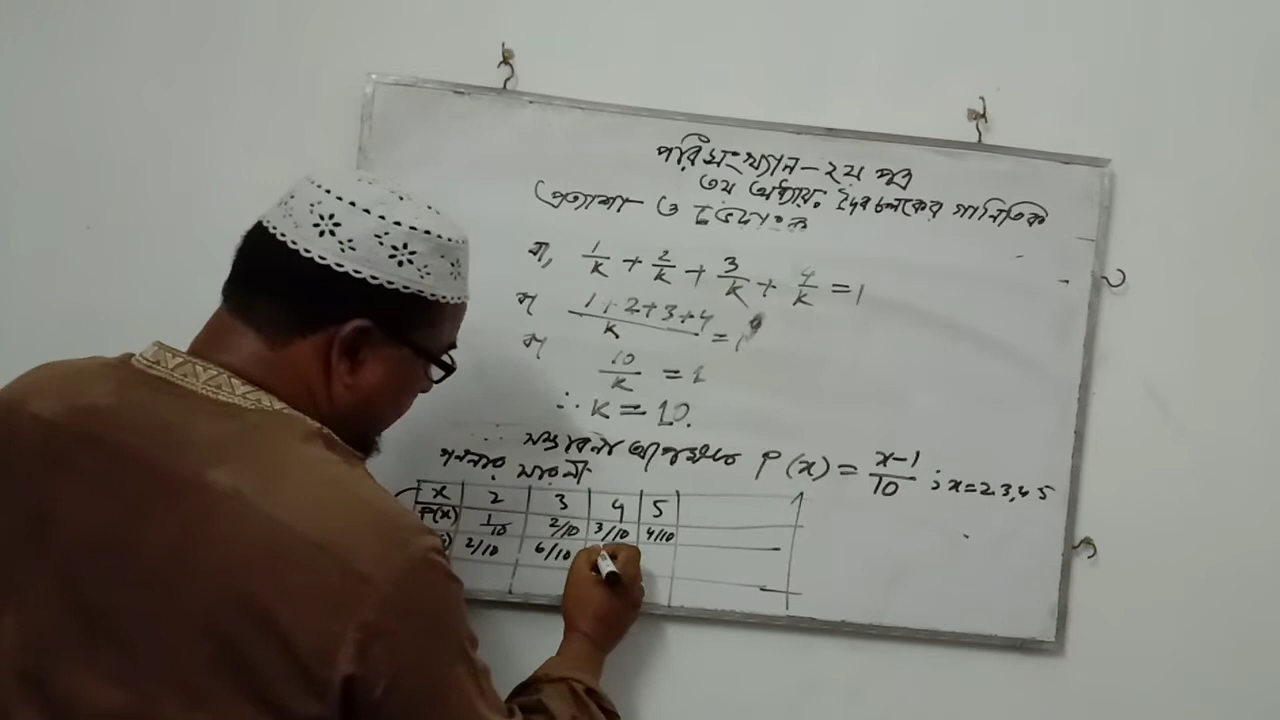 পরিসংখ্যান – ২য় পত্র
৩য় অধ্যায়: দৈব চলকের গানিতিক
প্রত্যাশা ও ভেদাংক
বা, 1/K + 2/K + 3/K + 4/K = 1
বা 1+2+3+4/K = 1
বা 10/K = 1
∴ K = 10.
∴ সম্ভাবনা অপেক্ষক P(x) = x-1/10 ; x=2,3,4,5
গননার সারনী
x 2 3 4 5
P(x) 1/10 2/10 3/10 4/10
2/10 6/10